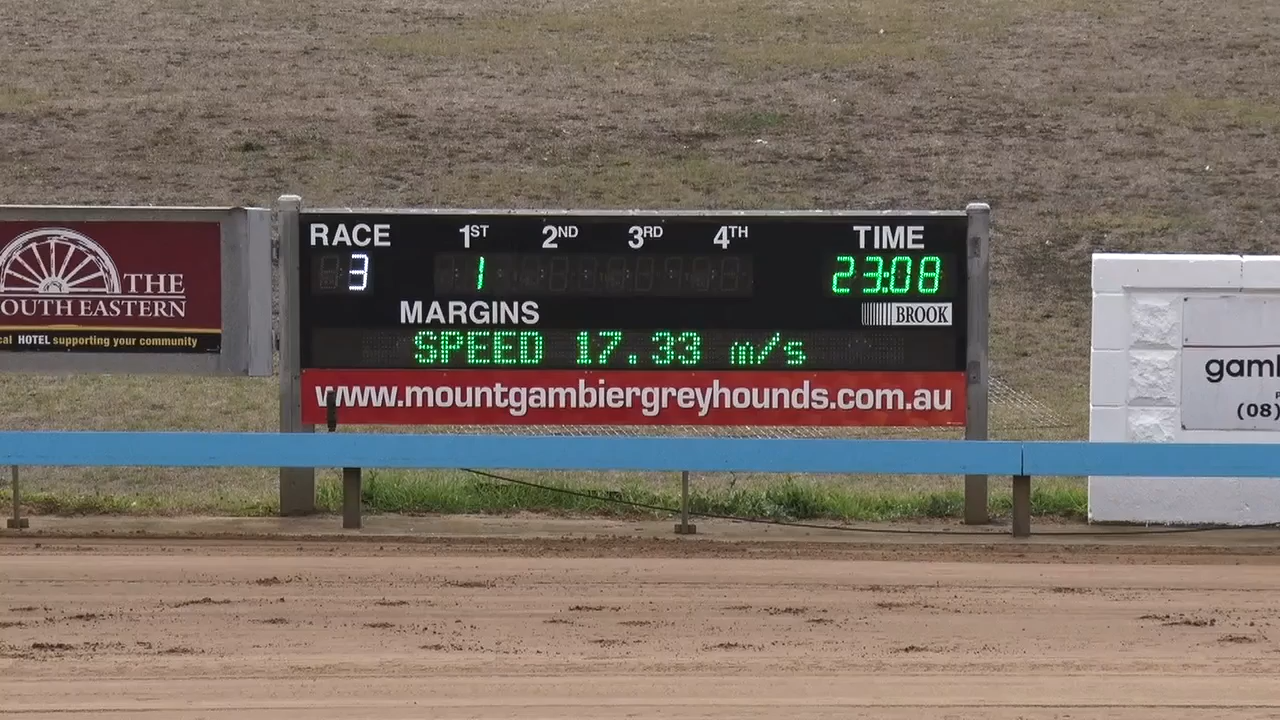 RACE 1ST 2ND 3RD 4TH TIME
3 1 23:08
MARGINS BROOK
SPEED 17.33 m/s
www.mountgambiergreyhounds.com.au
THE
OUTH EASTERN
cal HOTEL supporting your community
gaml
(08)